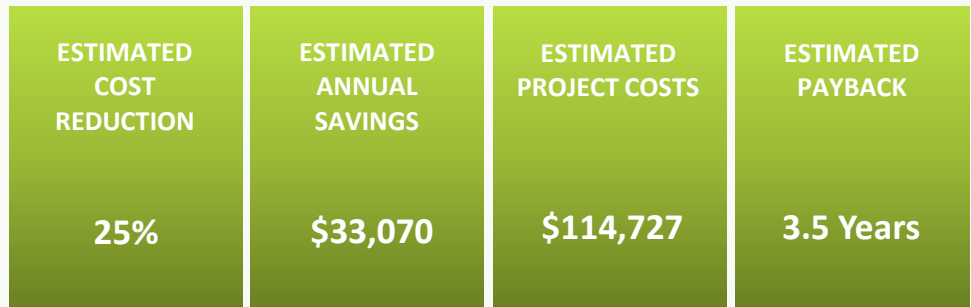 ESTIMATED
COST
REDUCTION
25%
ESTIMATED
ANNUAL
SAVINGS
$33,070
ESTIMATED
PROJECT COSTS
$114,727
ESTIMATED
PAYBACK
3.5 Years